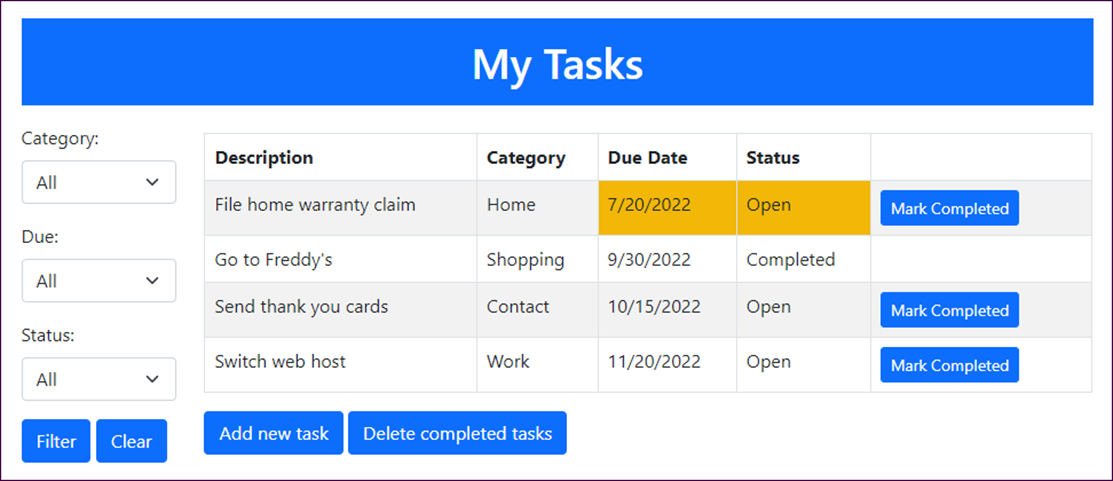 My Tasks
Category:
All
Due:
All
Status:
All
Filter Clear
Description Category Due Date Status
File home warranty claim Home 7/20/2022 Open Mark Completed
Go to Freddy's Shopping 9/30/2022 Completed
Send thank you cards Contact 10/15/2022 Open Mark Completed
Switch web host Work 11/20/2022 Open Mark Completed
Add new task Delete completed tasks